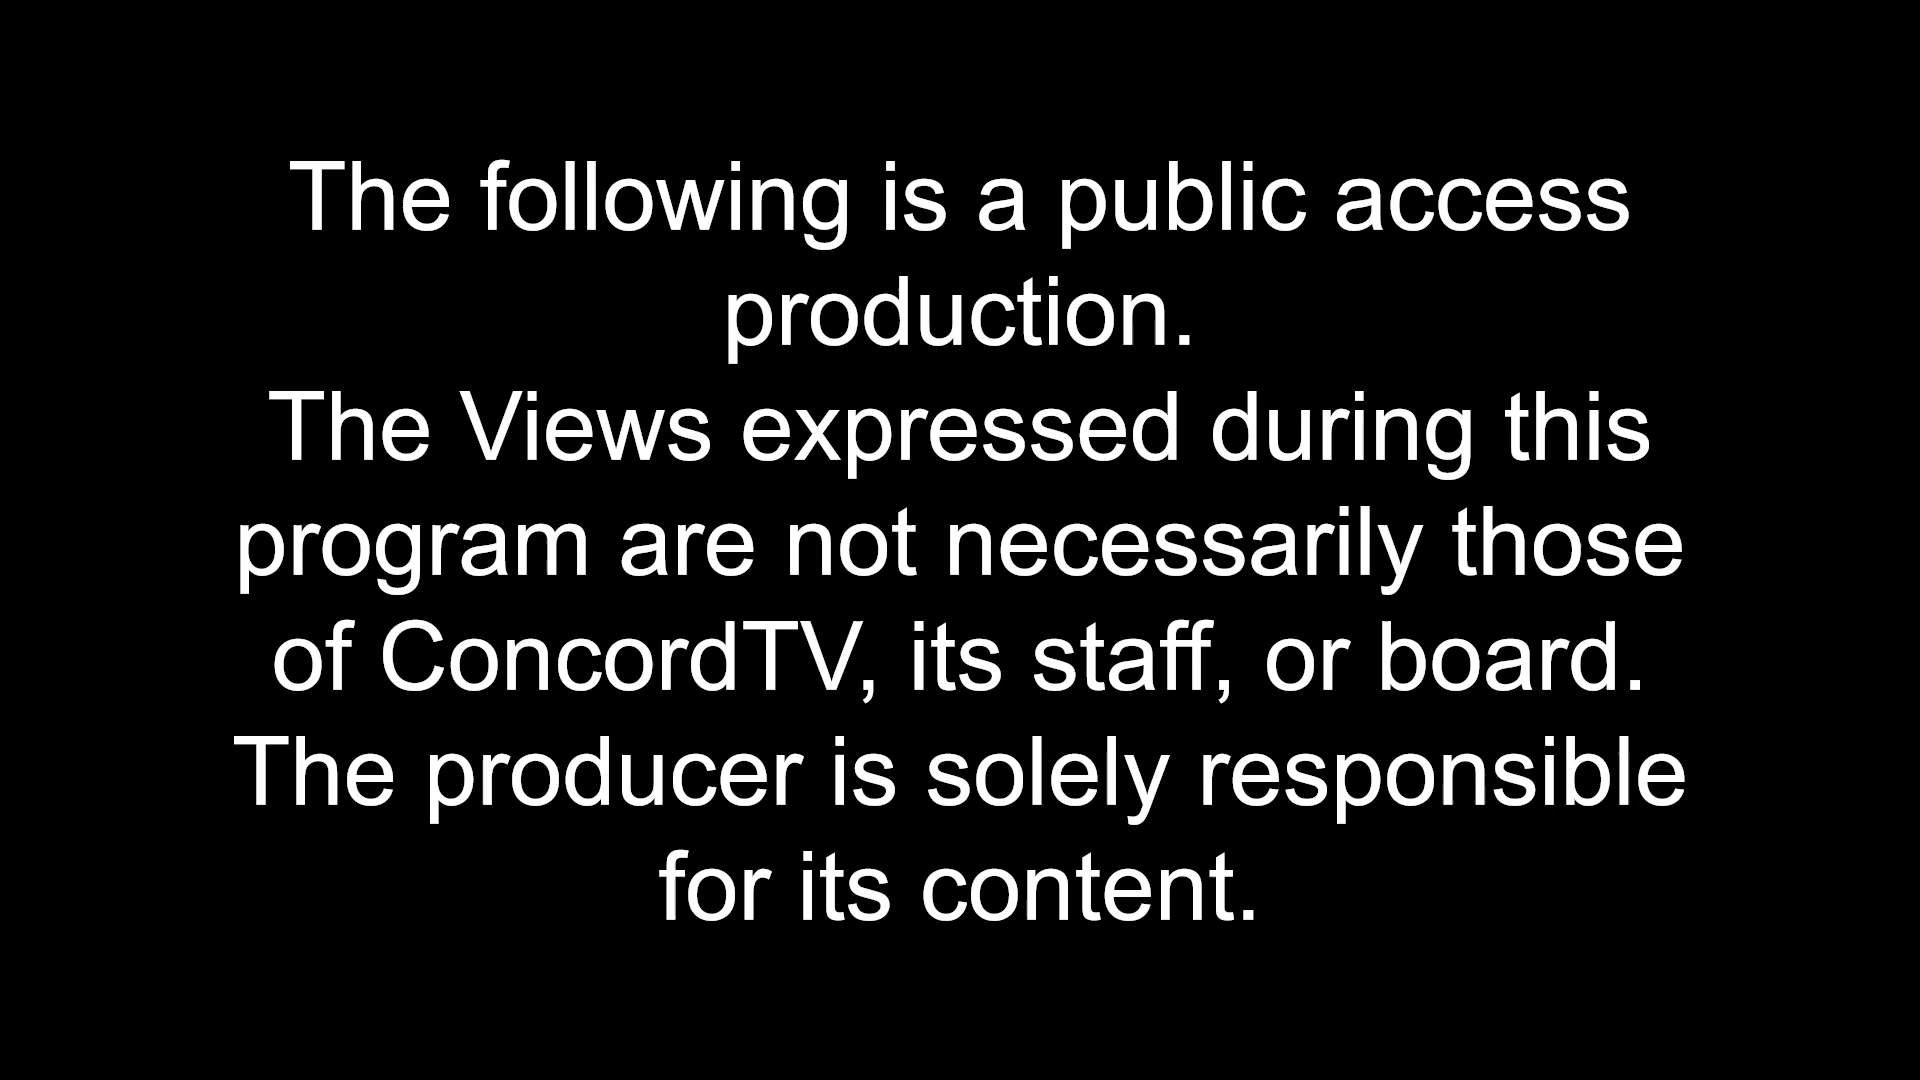 The following is a public access
production.
The Views expressed during this
program are not necessarily those
of ConcordTV, its staff, or board.
The producer is solely responsible
for its content.